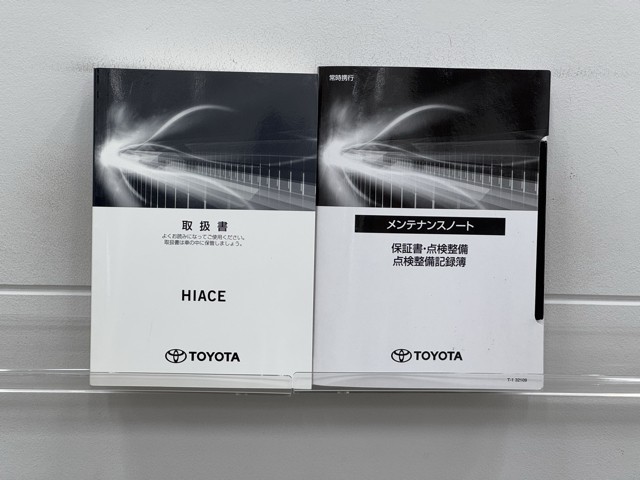 取扱書
よくお読みになってご使用ください。
取扱書は車の中に保管しましょう。
HIACE
TOYOTA
常時携行
メンテナンスノート
保証書・点検整備
点検整備記録簿
TOYOTA